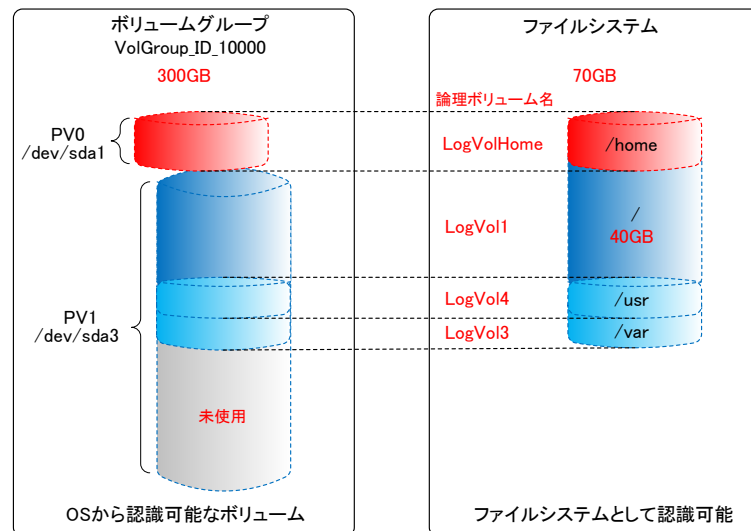 ボリュームグループ
VolGroup_ID_10000
300GB
PV0
/dev/sda1
PV1
/dev/sda3
未使用
OSから認識可能なボリューム
論理ボリューム名
LogVolHome
LogVol1
LogVol4
LogVol3
ファイルシステム
70GB
/home
/
40GB
/usr
/var
ファイルシステムとして認識可能